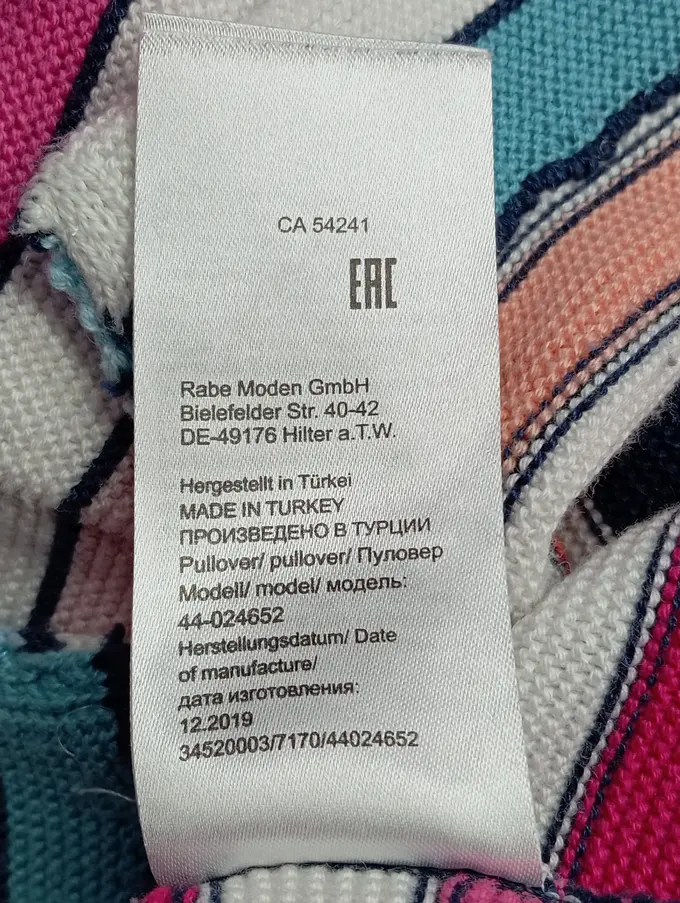 CA 54241
EAC
Rabe Moden GmbH
Bielefelder Str. 40-42
DE-49176 Hilter a.T.W.
Hergestellt in Türkei
MADE IN TURKEY
ПРОИЗВЕДЕНО В ТУРЦИИ
Pullover/ pullover/ Пуловер
Modell/ model/ модель:
44-024652
Herstellungsdatum/ Date
of manufacture/
дата изготовления:
12.2019
34520003/7170/44024652